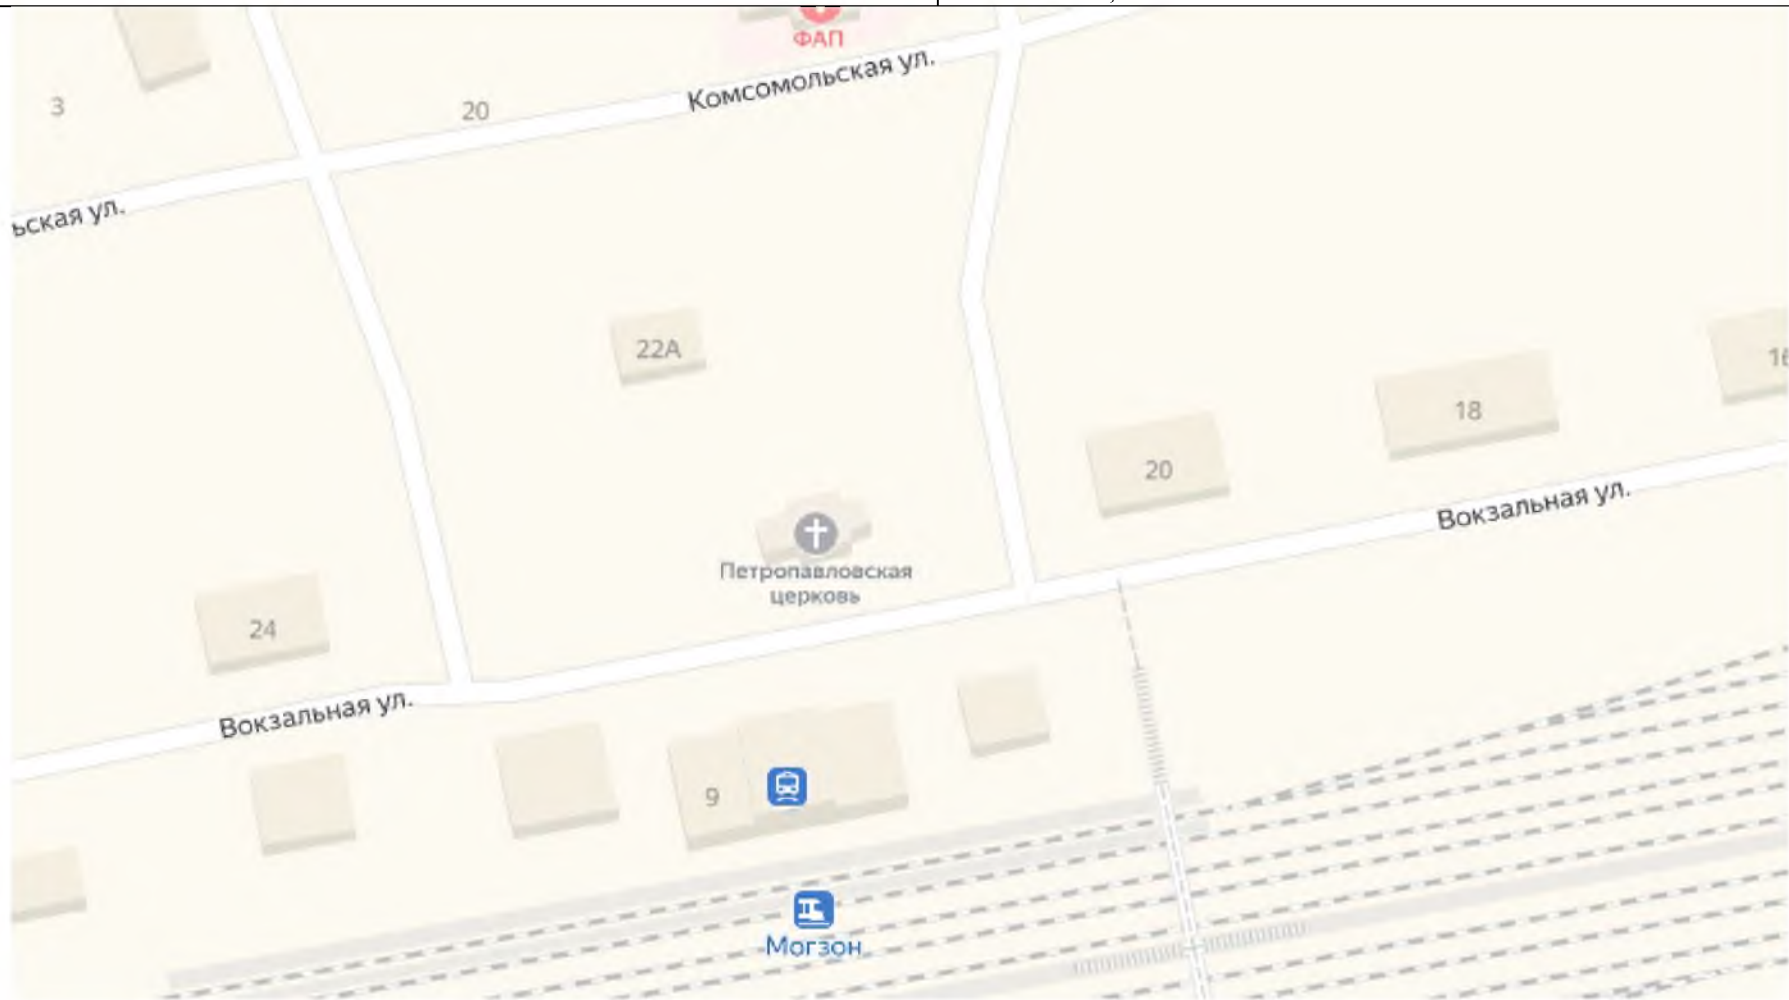 ФАП
Комсомольская ул.
3
20
ьская ул.
22А
16
18
20
Вокзальная ул.
Петропавловская
церковь
24
Вокзальная ул.
9
Могзон